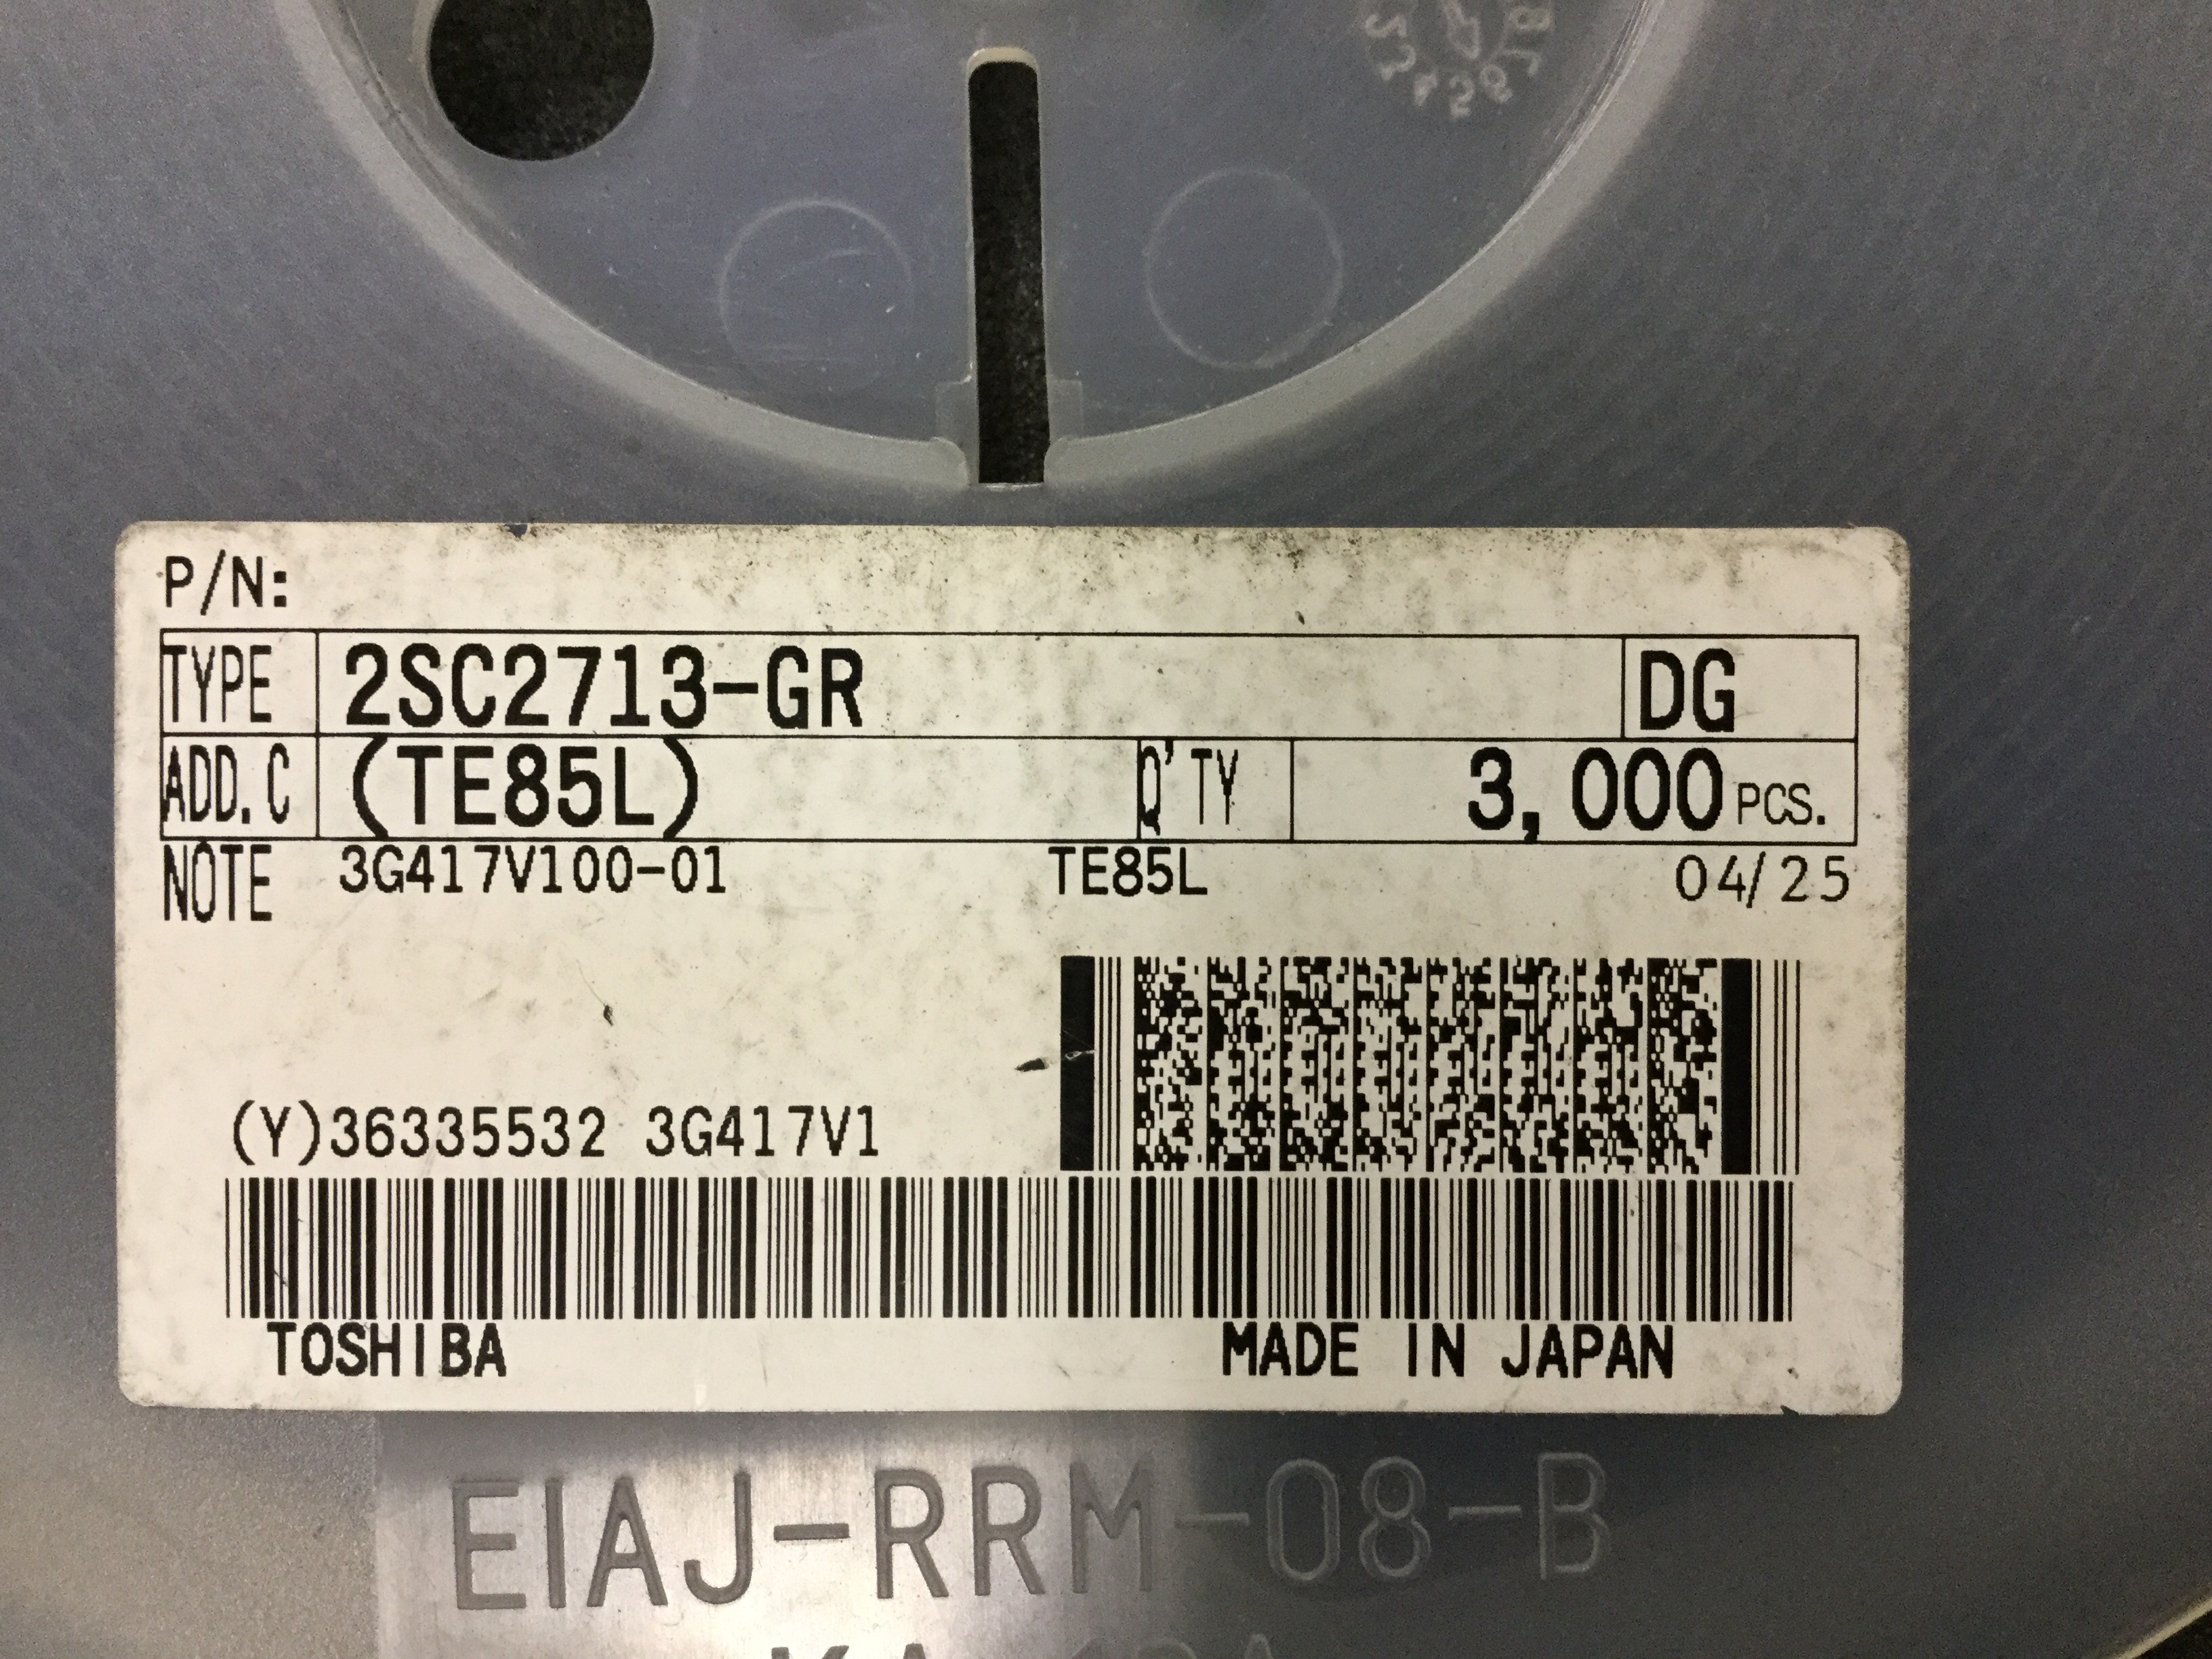 P/N:
TYPE 2SC2713-GR DG
ADD.C (TE85L) Q'TY 3,000 PCS.
NOTE 3G417V100-01 TE85L 04/25
(Y)36335532 3G417V1
TOSHIBA MADE IN JAPAN
EIAJ-RRM-08-B